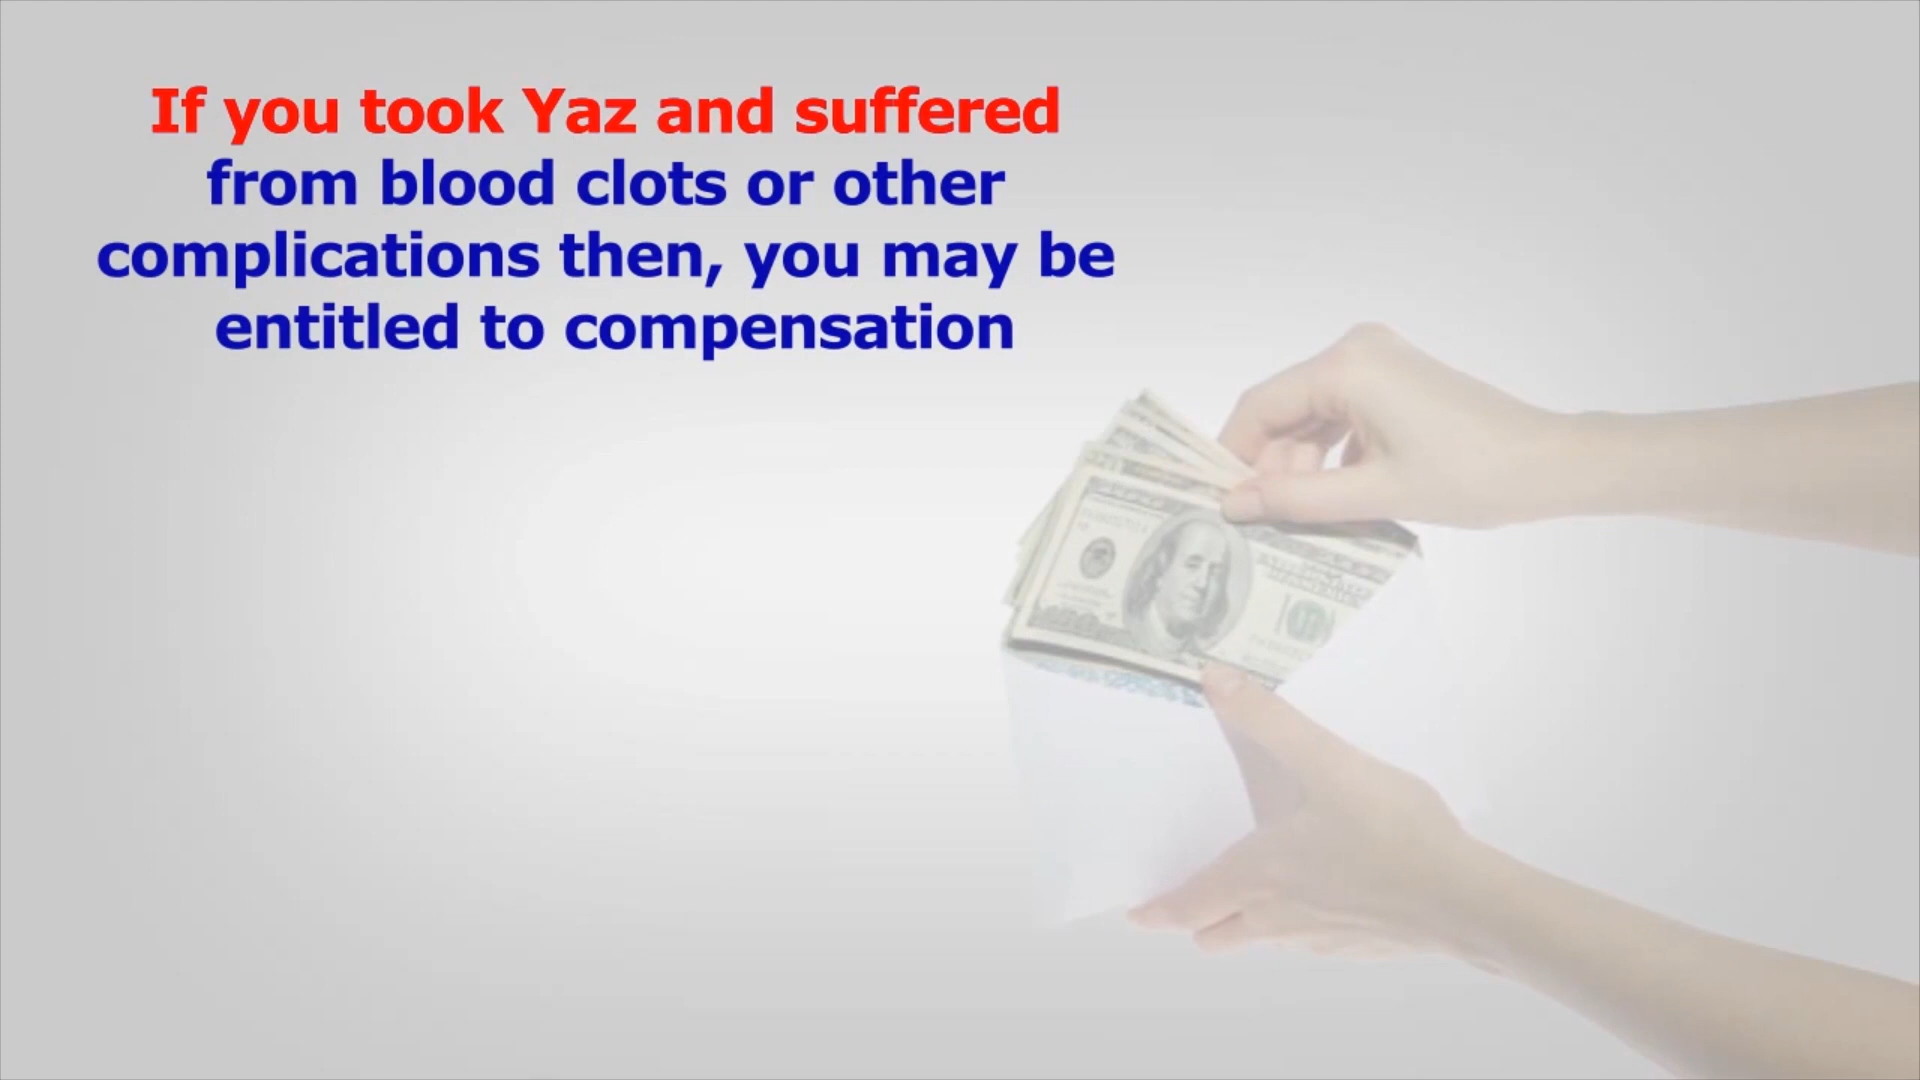 If you took Yaz and suffered
from blood clots or other
complications then, you may be
entitled to compensation